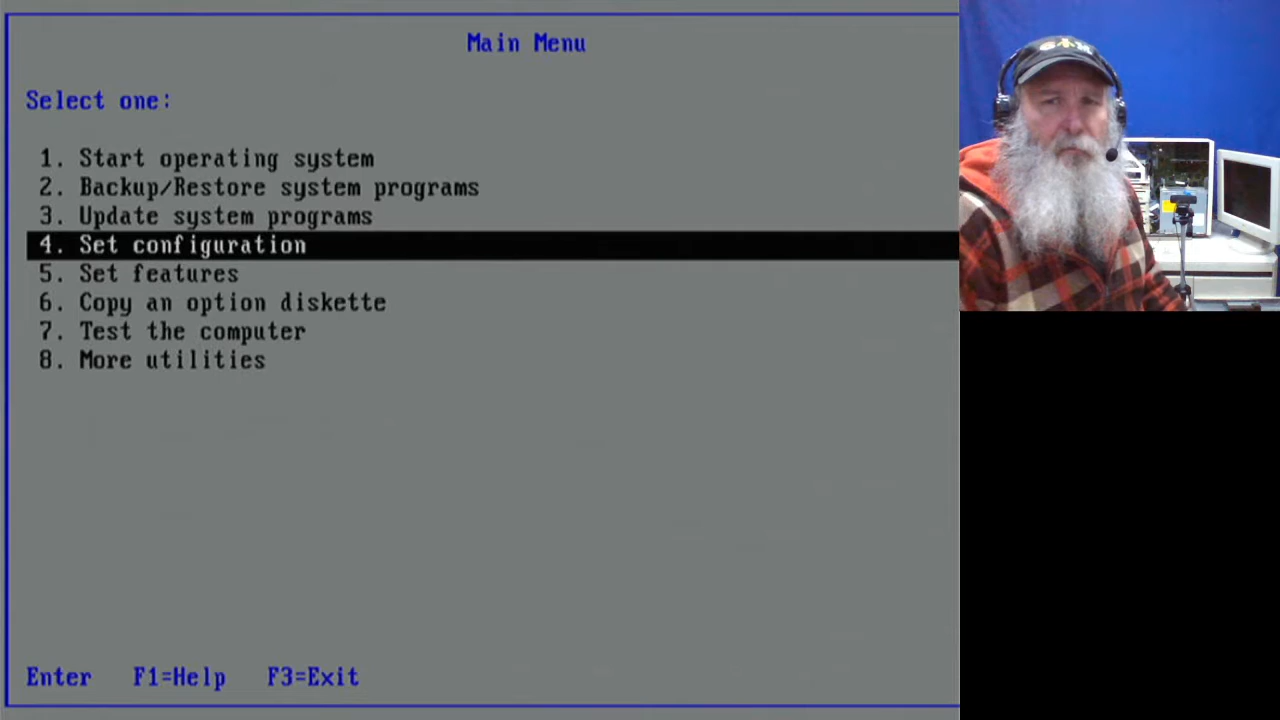 Main Menu
Select one:
1. Start operating system
2. Backup/Restore system programs
3. Update system programs
4. Set configuration
5. Set features
6. Copy an option diskette
7. Test the computer
8. More utilities
Enter F1=Help F3=Exit